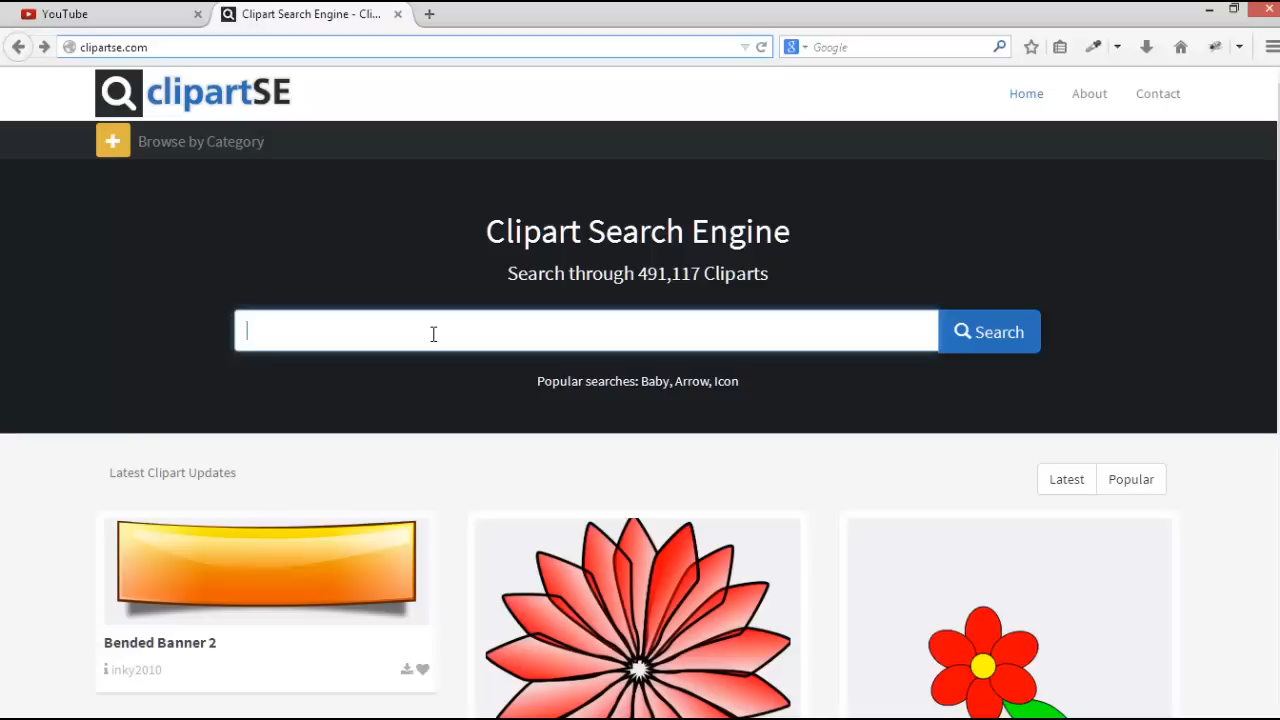 YouTube
Clipart Search Engine - Cli...
clipartse.com
Google
clipartSE
Home
About
Contact
Browse by Category
Clipart Search Engine
Search through 491,117 Cliparts
Search
Popular searches: Baby, Arrow, Icon
Latest Clipart Updates
Latest
Popular
Bended Banner 2
inky2010